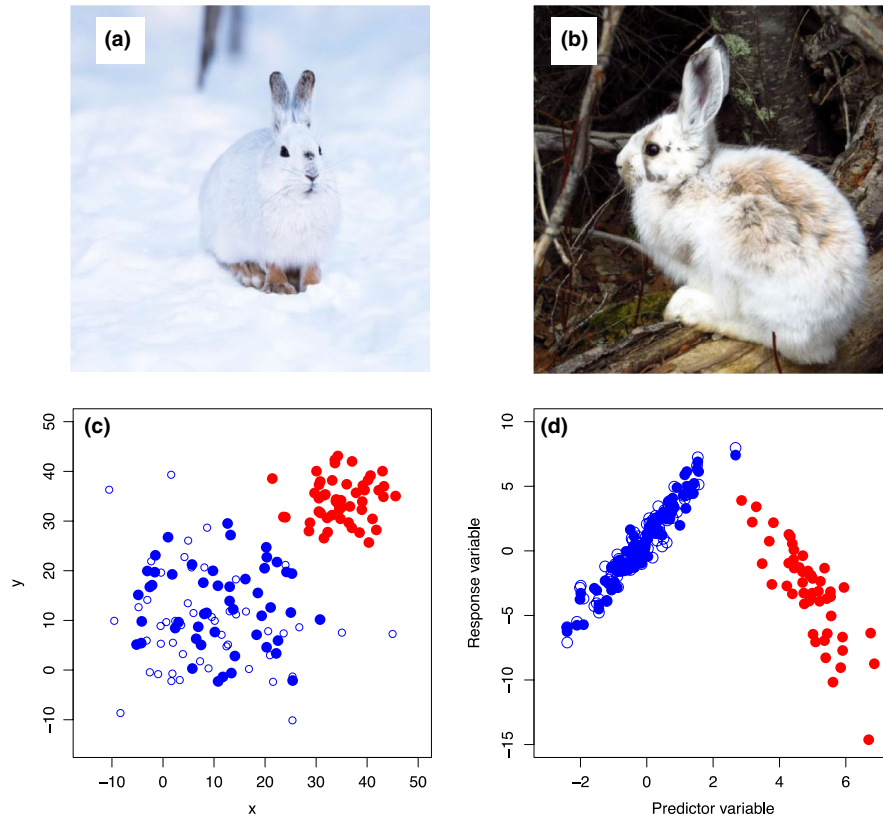 (a)
(b)
(c)
50
40
30
20
10
0
−10
y
−10 0 10 20 30 40 50
x
(d)
10
5
0
−5
−10
−15
Response variable
−2 0 2 4 6
Predictor variable